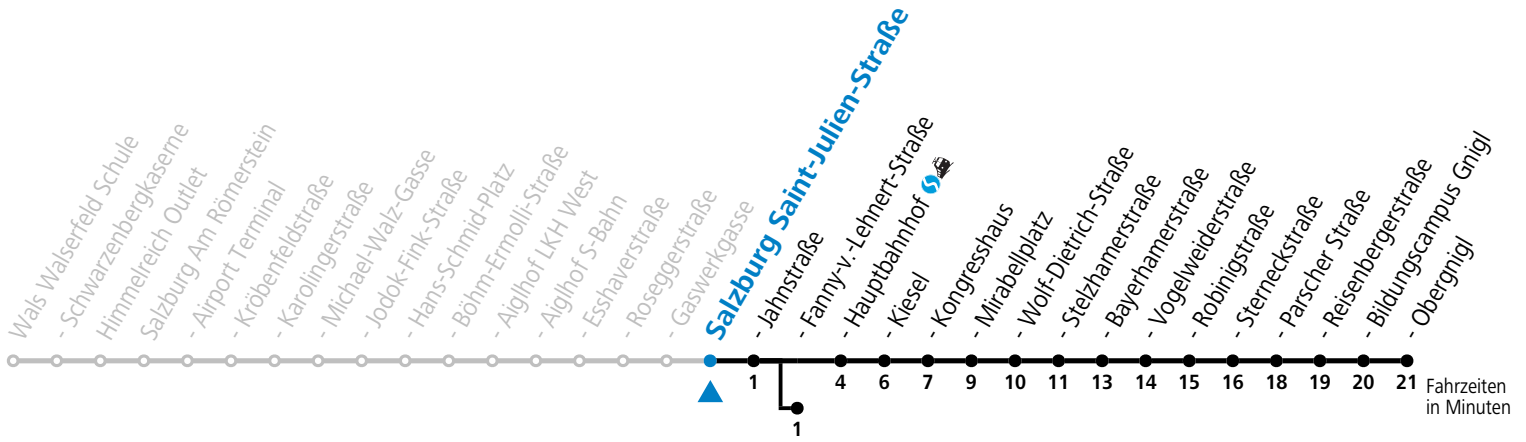 Wals Walserfeld Schule
- Schwarzenbergkaserne
Himmelreich Outlet
Salzburg Am Römerstein
- Airport Terminal
- Kröbenfeldstraße
- Karolingerstraße
- Michael-Walz-Gasse
- Jodok-Fink-Straße
- Hans-Schmid-Platz
- Böhm-Ermolli-Straße
- Aiglhof LKH West
- Aiglhof S-Bahn
- Esshaverstraße
- Roseggerstraße
- Gaswerkgasse
Salzburg Saint-Julien-Straße
- Jahnstraße
- Fanny-v.-Lehnert-Straße
- Hauptbahnhof
- Kiesel
- Kongresshaus
- Mirabellplatz
- Wolf-Dietrich-Straße
- Stelzhamerstraße
- Bayerhamerstraße
- Vogelweiderstraße
- Robinigstraße
- Sterneckstraße
- Parscher Straße
- Reisenbergerstraße
- Bildungscampus Gnigl
- Obergnigl
1 4 6 7 9 10 11 13 14 15 16 18 19 20 21 Fahrzeiten
in Minuten
1